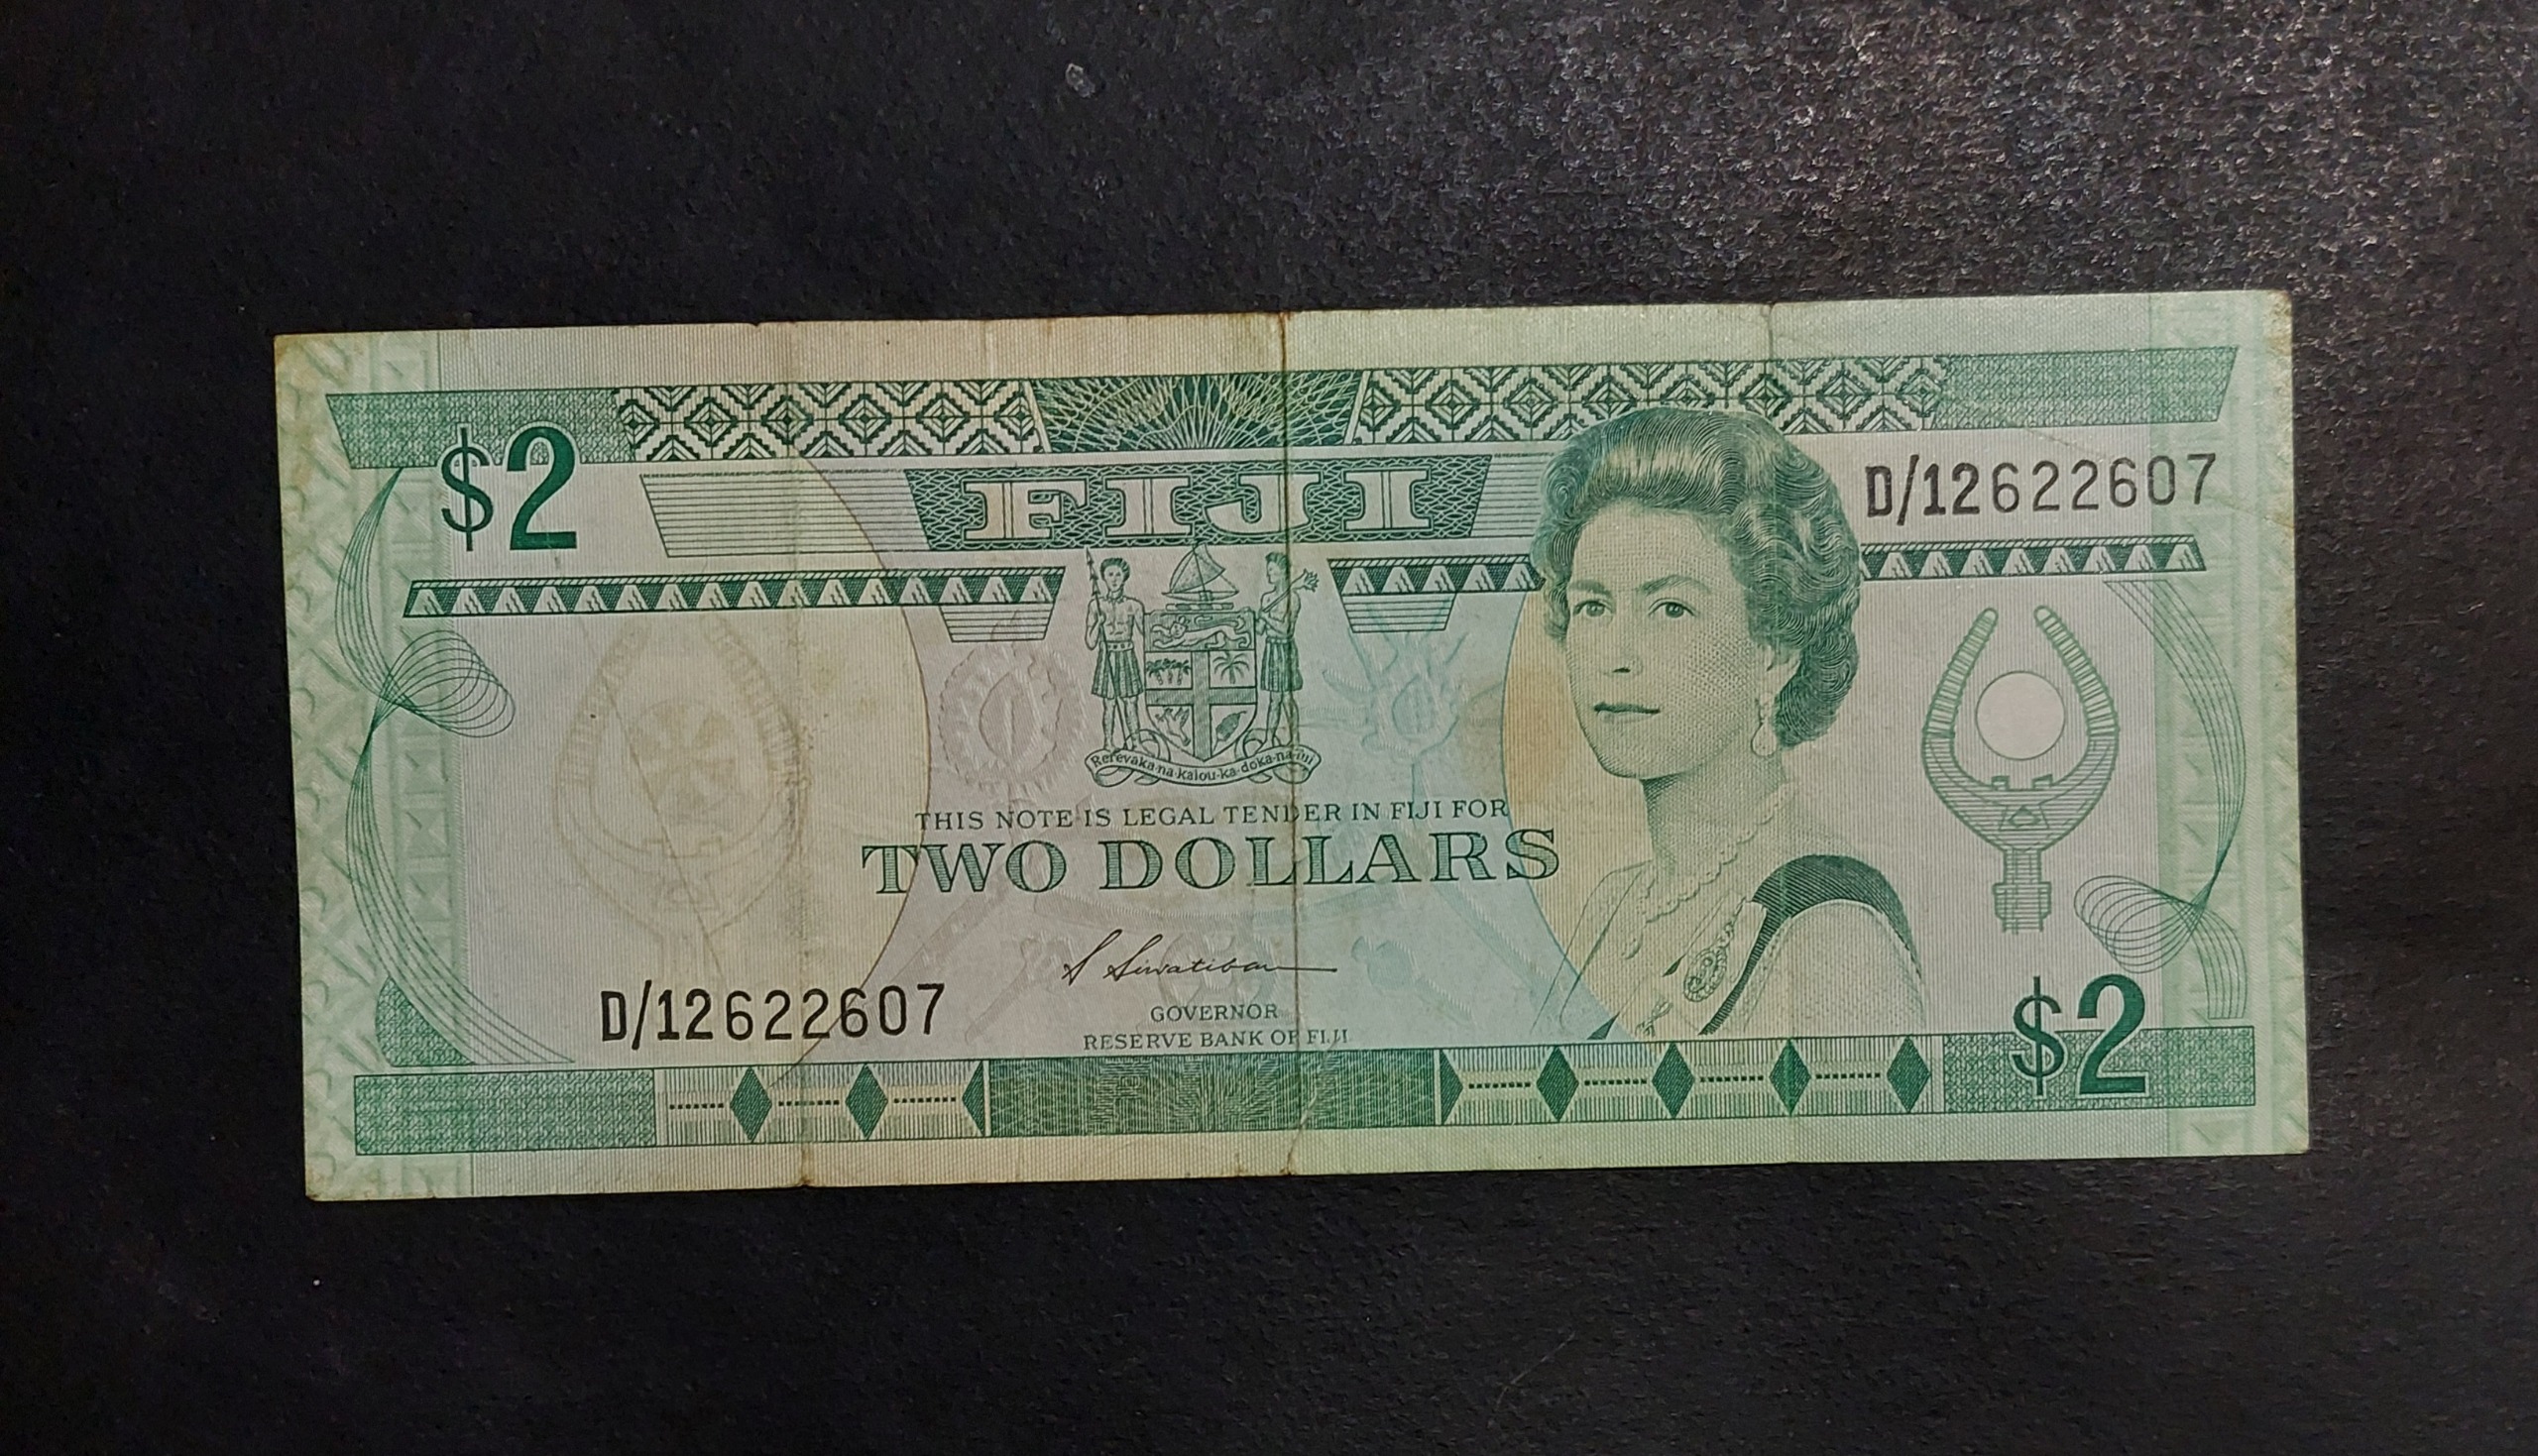 $2
FIJI
D/12622607
Rerevaka·na·kalou·ka·doka·na·tui
THIS NOTE IS LEGAL TENDER IN FIJI FOR
TWO DOLLARS
S Siwatibau
D/12622607
GOVERNOR
RESERVE BANK OF FIJI
$2